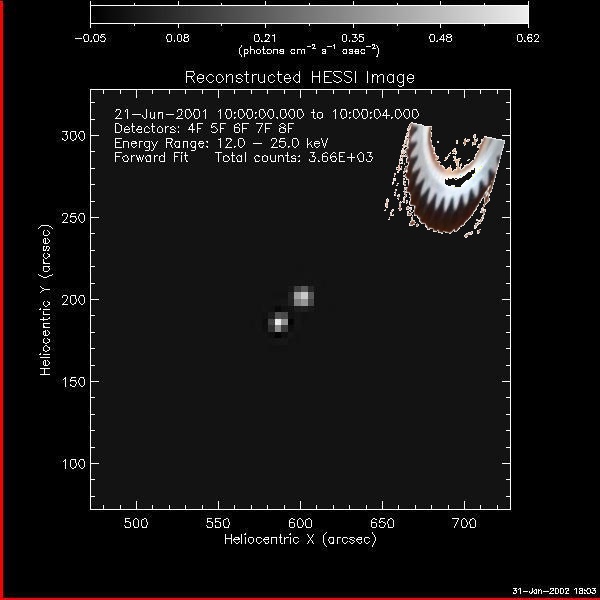 -0.05 0.08 0.21 0.35 0.48 0.62
(photons cm⁻² s⁻¹ asec⁻²)
Reconstructed HESSI Image
21-Jun-2001 10:00:00.000 to 10:00:04.000
Detectors: 4F 5F 6F 7F 8F
Energy Range: 12.0 - 25.0 keV
Forward Fit Total counts: 3.66E+03
300
250
200
150
100
Heliocentric Y (arcsec)
500 550 600 650 700
Heliocentric X (arcsec)
31-Jan-2002 18:03